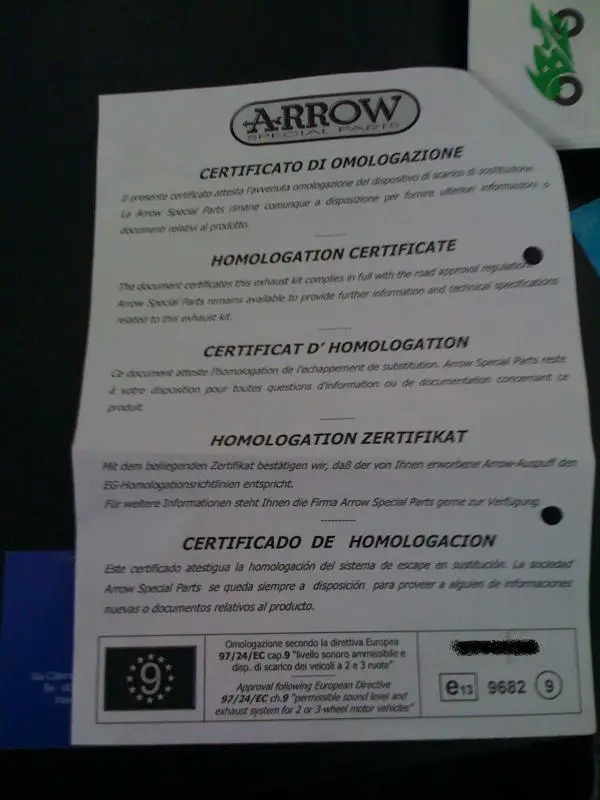 ARROW
SPECIAL PARTS
CERTIFICATO DI OMOLOGAZIONE
Il presente certificato attesta l'avvenuta omologazione del dispositivo di scarico di sostituzione.
La Arrow Special Parts rimane comunque a disposizione per fornire ulteriori informazioni o
documenti relativi al prodotto.
HOMOLOGATION CERTIFICATE
The document certificates this exhaust kit complies in full with the road approval regulation
Arrow Special Parts remains available to provide further information and technical specifications
related to this exhaust kit.
CERTIFICAT D' HOMOLOGATION
Ce document atteste l'homologation de l'echappement de substitution. Arrow Special Parts reste
à votre disposition pour toutes questions d'information ou de documentation concernant ce
produit.
HOMOLOGATION ZERTIFIKAT
Mit dem beiliegenden Zertifikat bestätigen wir, daß der von Ihnen erworbene Arrow-Auspuff den
EG-Homologationsrichtlinien entspricht.
Für weitere Informationen steht Ihnen die Firma Arrow Special Parts gerne zur Verfügung.
CERTIFICADO DE HOMOLOGACION
Este certificado atestigua la homologación del sistema de escape en sustitución. La sociedad
Arrow Special Parts se queda siempre a disposición para proveer a alguien de informaciones
nuevas o documentos relativos al producto.
9
Omologazione secondo la direttiva Europea
97/24/EC cap.9 "livello sonoro ammissibile e
disp. di scarico dei veicoli a 2 e 3 ruote"
Approval following European Directive
97/24/EC ch.9 "permissible sound level and
exhaust system for 2 or 3-wheel motor vehicles"
e13 9682 9